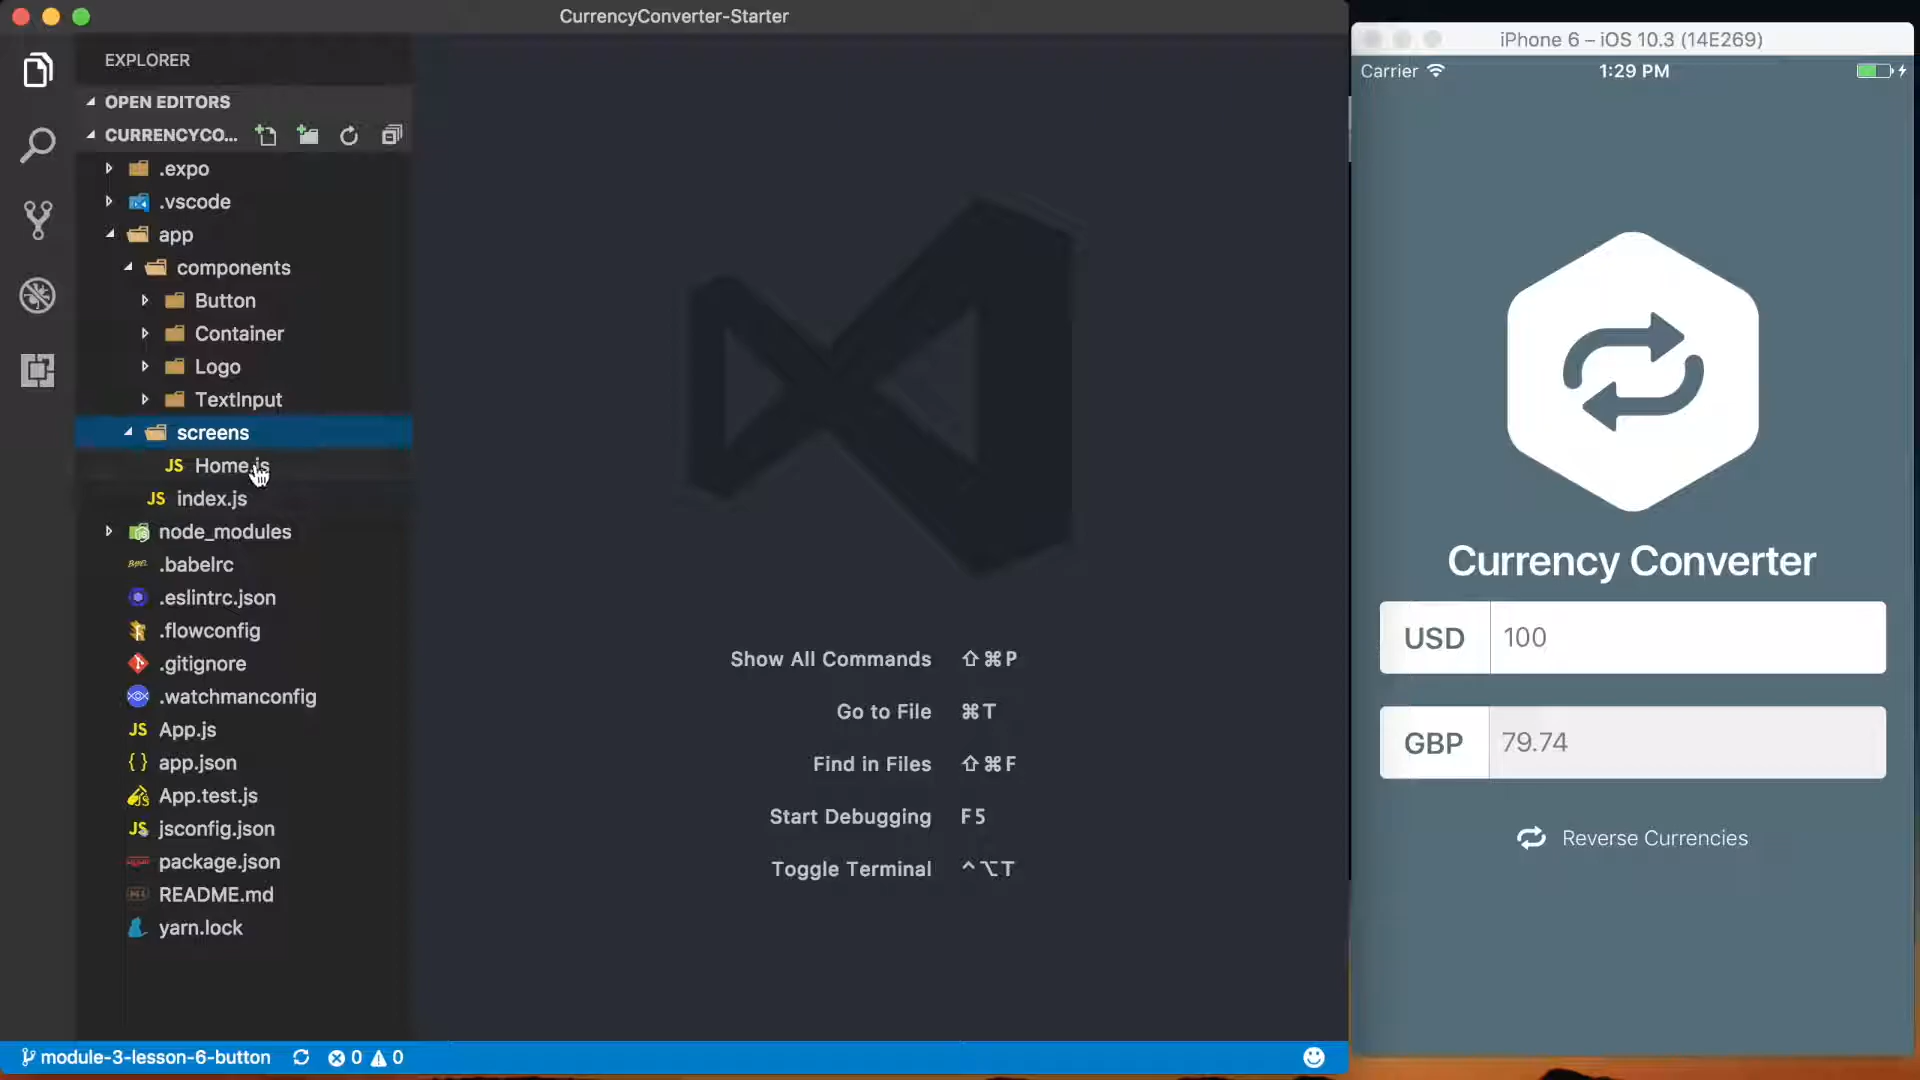 CurrencyConverter-Starter
EXPLORER
OPEN EDITORS
CURRENCYCO...
.expo
.vscode
app
components
Button
Container
Logo
TextInput
screens
JS Home.js
JS index.js
node_modules
.babelrc
.eslintrc.json
.flowconfig
.gitignore
.watchmanconfig
JS App.js
{ } app.json
App.test.js
JS jsconfig.json
package.json
README.md
yarn.lock
module-3-lesson-6-button 0 0
Show All Commands ⇧⌘P
Go to File ⌘T
Find in Files ⇧⌘F
Start Debugging F5
Toggle Terminal ^⌥T
iPhone 6 – iOS 10.3 (14E269)
Carrier 1:29 PM
Currency Converter
USD 100
GBP 79.74
Reverse Currencies